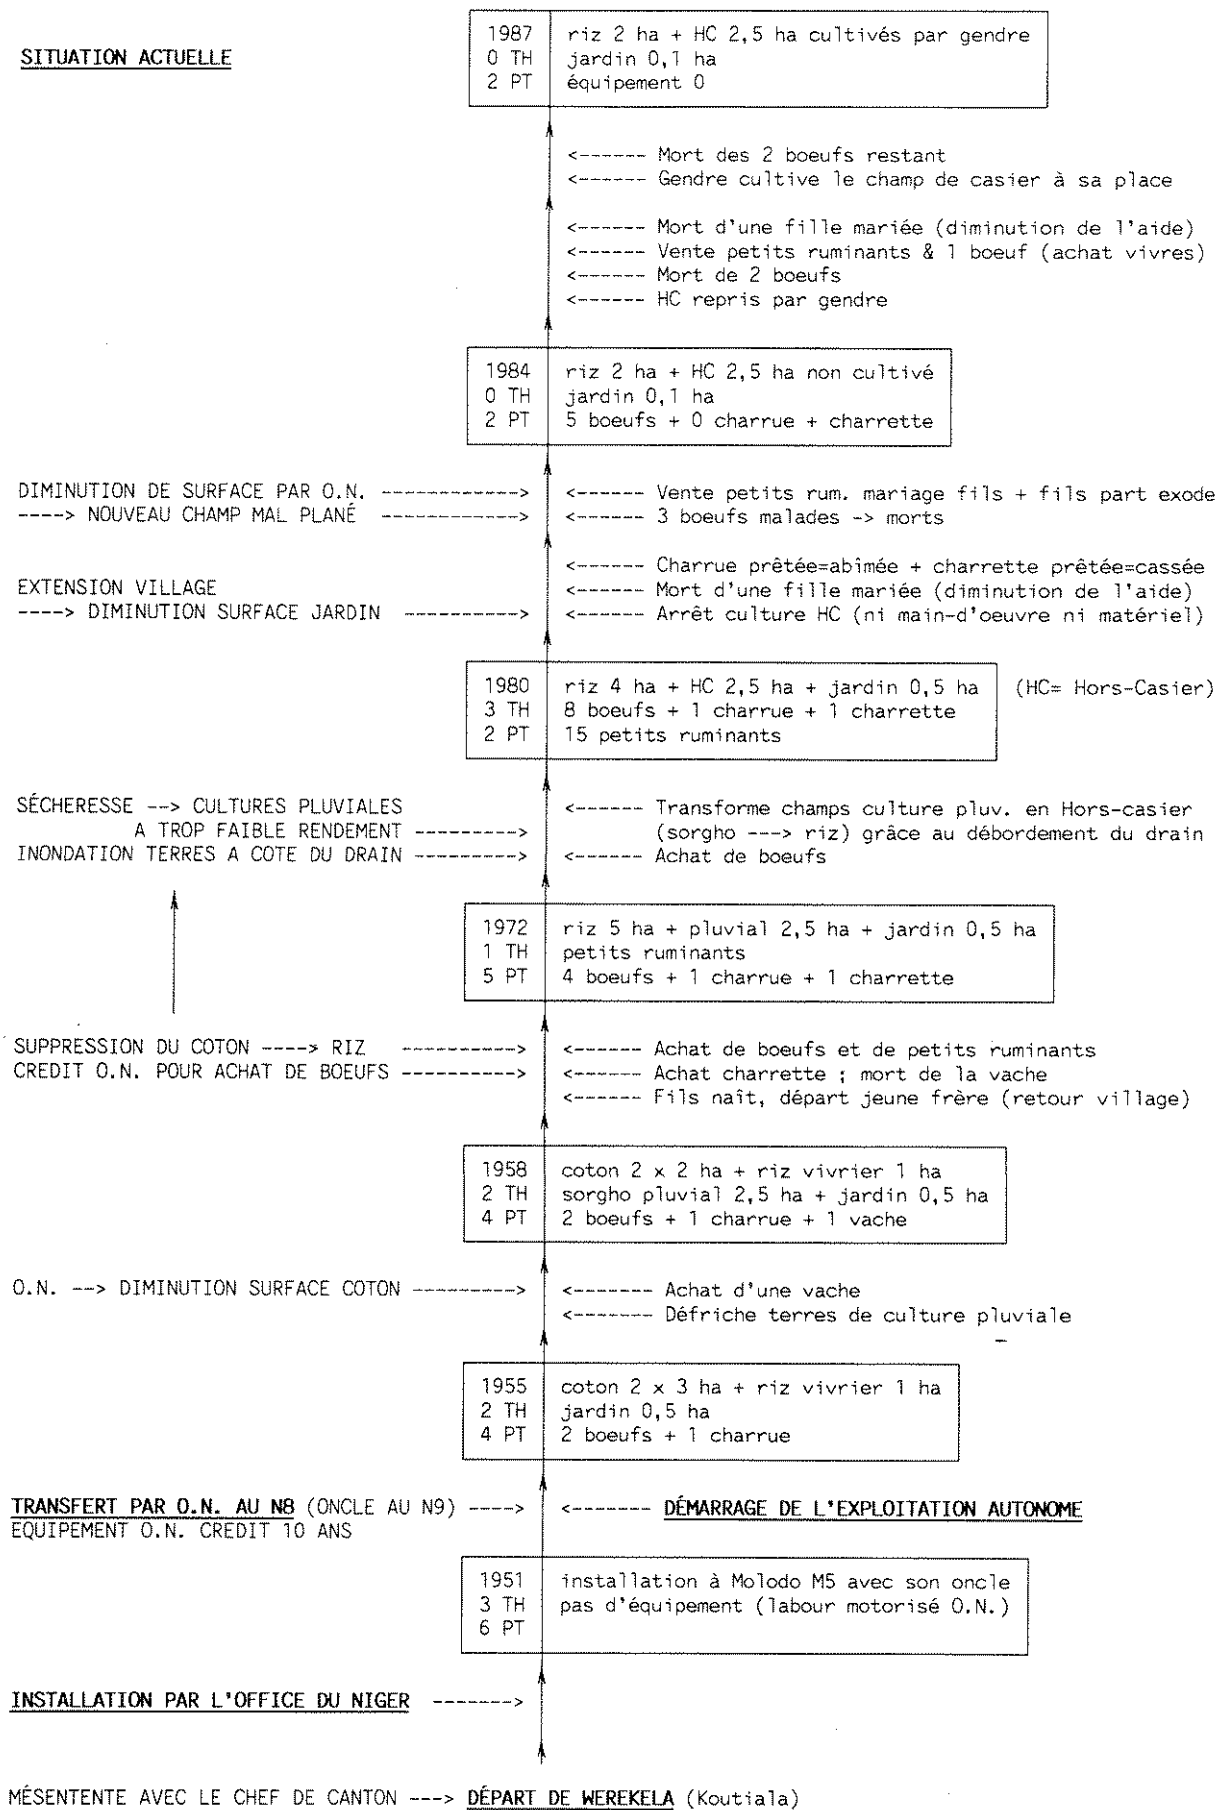 1987 riz 2 ha + HC 2,5 ha cultivés par gendre
SITUATION ACTUELLE 0 TH jardin 0,1 ha
2 PT équipement 0
<------ Mort des 2 boeufs restant
<------ Gendre cultive le champ de casier à sa place
<------ Mort d'une fille mariée (diminution de l'aide)
<------ Vente petits ruminants & 1 boeuf (achat vivres)
<------ Mort de 2 boeufs
<------ HC repris par gendre
1984 riz 2 ha + HC 2,5 ha non cultivé
0 TH jardin 0,1 ha
2 PT 5 boeufs + 0 charrue + charrette
DIMINUTION DE SURFACE PAR O.N. -----------> <------ Vente petits rum. mariage fils + fils part exode
----> NOUVEAU CHAMP MAL PLANÉ -----------> <------ 3 boeufs malades -> morts
<------ Charrue prêtée=abîmée + charrette prêtée=cassée
EXTENSION VILLAGE <------ Mort d'une fille mariée (diminution de l'aide)
----> DIMINUTION SURFACE JARDIN ---------> <------ Arrêt culture HC (ni main-d'oeuvre ni matériel)
1980 riz 4 ha + HC 2,5 ha + jardin 0,5 ha (HC= Hors-Casier)
3 TH 8 boeufs + 1 charrue + 1 charrette
2 PT 15 petits ruminants
SÉCHERESSE --> CULTURES PLUVIALES <------ Transforme champs culture pluv. en Hors-casier
A TROP FAIBLE RENDEMENT --------> (sorgho ---> riz) grâce au débordement du drain
INONDATION TERRES A COTE DU DRAIN --------> <------ Achat de boeufs
1972 riz 5 ha + pluvial 2,5 ha + jardin 0,5 ha
1 TH petits ruminants
5 PT 4 boeufs + 1 charrue + 1 charrette
SUPPRESSION DU COTON ----> RIZ ---------> <------ Achat de boeufs et de petits ruminants
CREDIT O.N. POUR ACHAT DE BOEUFS ---------> <------ Achat charrette ; mort de la vache
<------ Fils naît, départ jeune frère (retour village)
1958 coton 2 x 2 ha + riz vivrier 1 ha
2 TH sorgho pluvial 2,5 ha + jardin 0,5 ha
4 PT 2 boeufs + 1 charrue + 1 vache
O.N. --> DIMINUTION SURFACE COTON --------> <------- Achat d'une vache
<------- Défriche terres de culture pluviale
1955 coton 2 x 3 ha + riz vivrier 1 ha
2 TH jardin 0,5 ha
4 PT 2 boeufs + 1 charrue
TRANSFERT PAR O.N. AU N8 (ONCLE AU N9) ----> <------- DÉMARRAGE DE L'EXPLOITATION AUTONOME
EQUIPEMENT O.N. CREDIT 10 ANS
1951 installation à Molodo M5 avec son oncle
3 TH pas d'équipement (labour motorisé O.N.)
6 PT
INSTALLATION PAR L'OFFICE DU NIGER ------->
MÉSENTENTE AVEC LE CHEF DE CANTON ---> DÉPART DE WEREKELA (Koutiala)